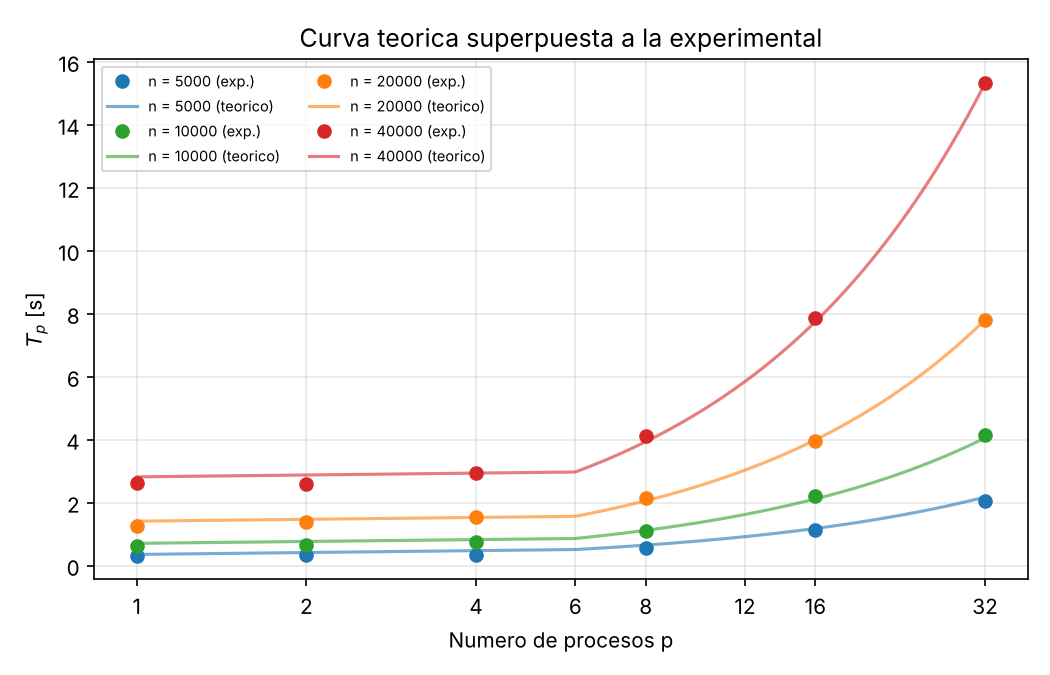 Curva teorica superpuesta a la experimental
n = 5000 (exp.)
n = 5000 (teorico)
n = 10000 (exp.)
n = 10000 (teorico)
n = 20000 (exp.)
n = 20000 (teorico)
n = 40000 (exp.)
n = 40000 (teorico)
16
14
12
10
8
6
4
2
0
Tp [s]
1 2 4 6 8 12 16 32
Numero de procesos p